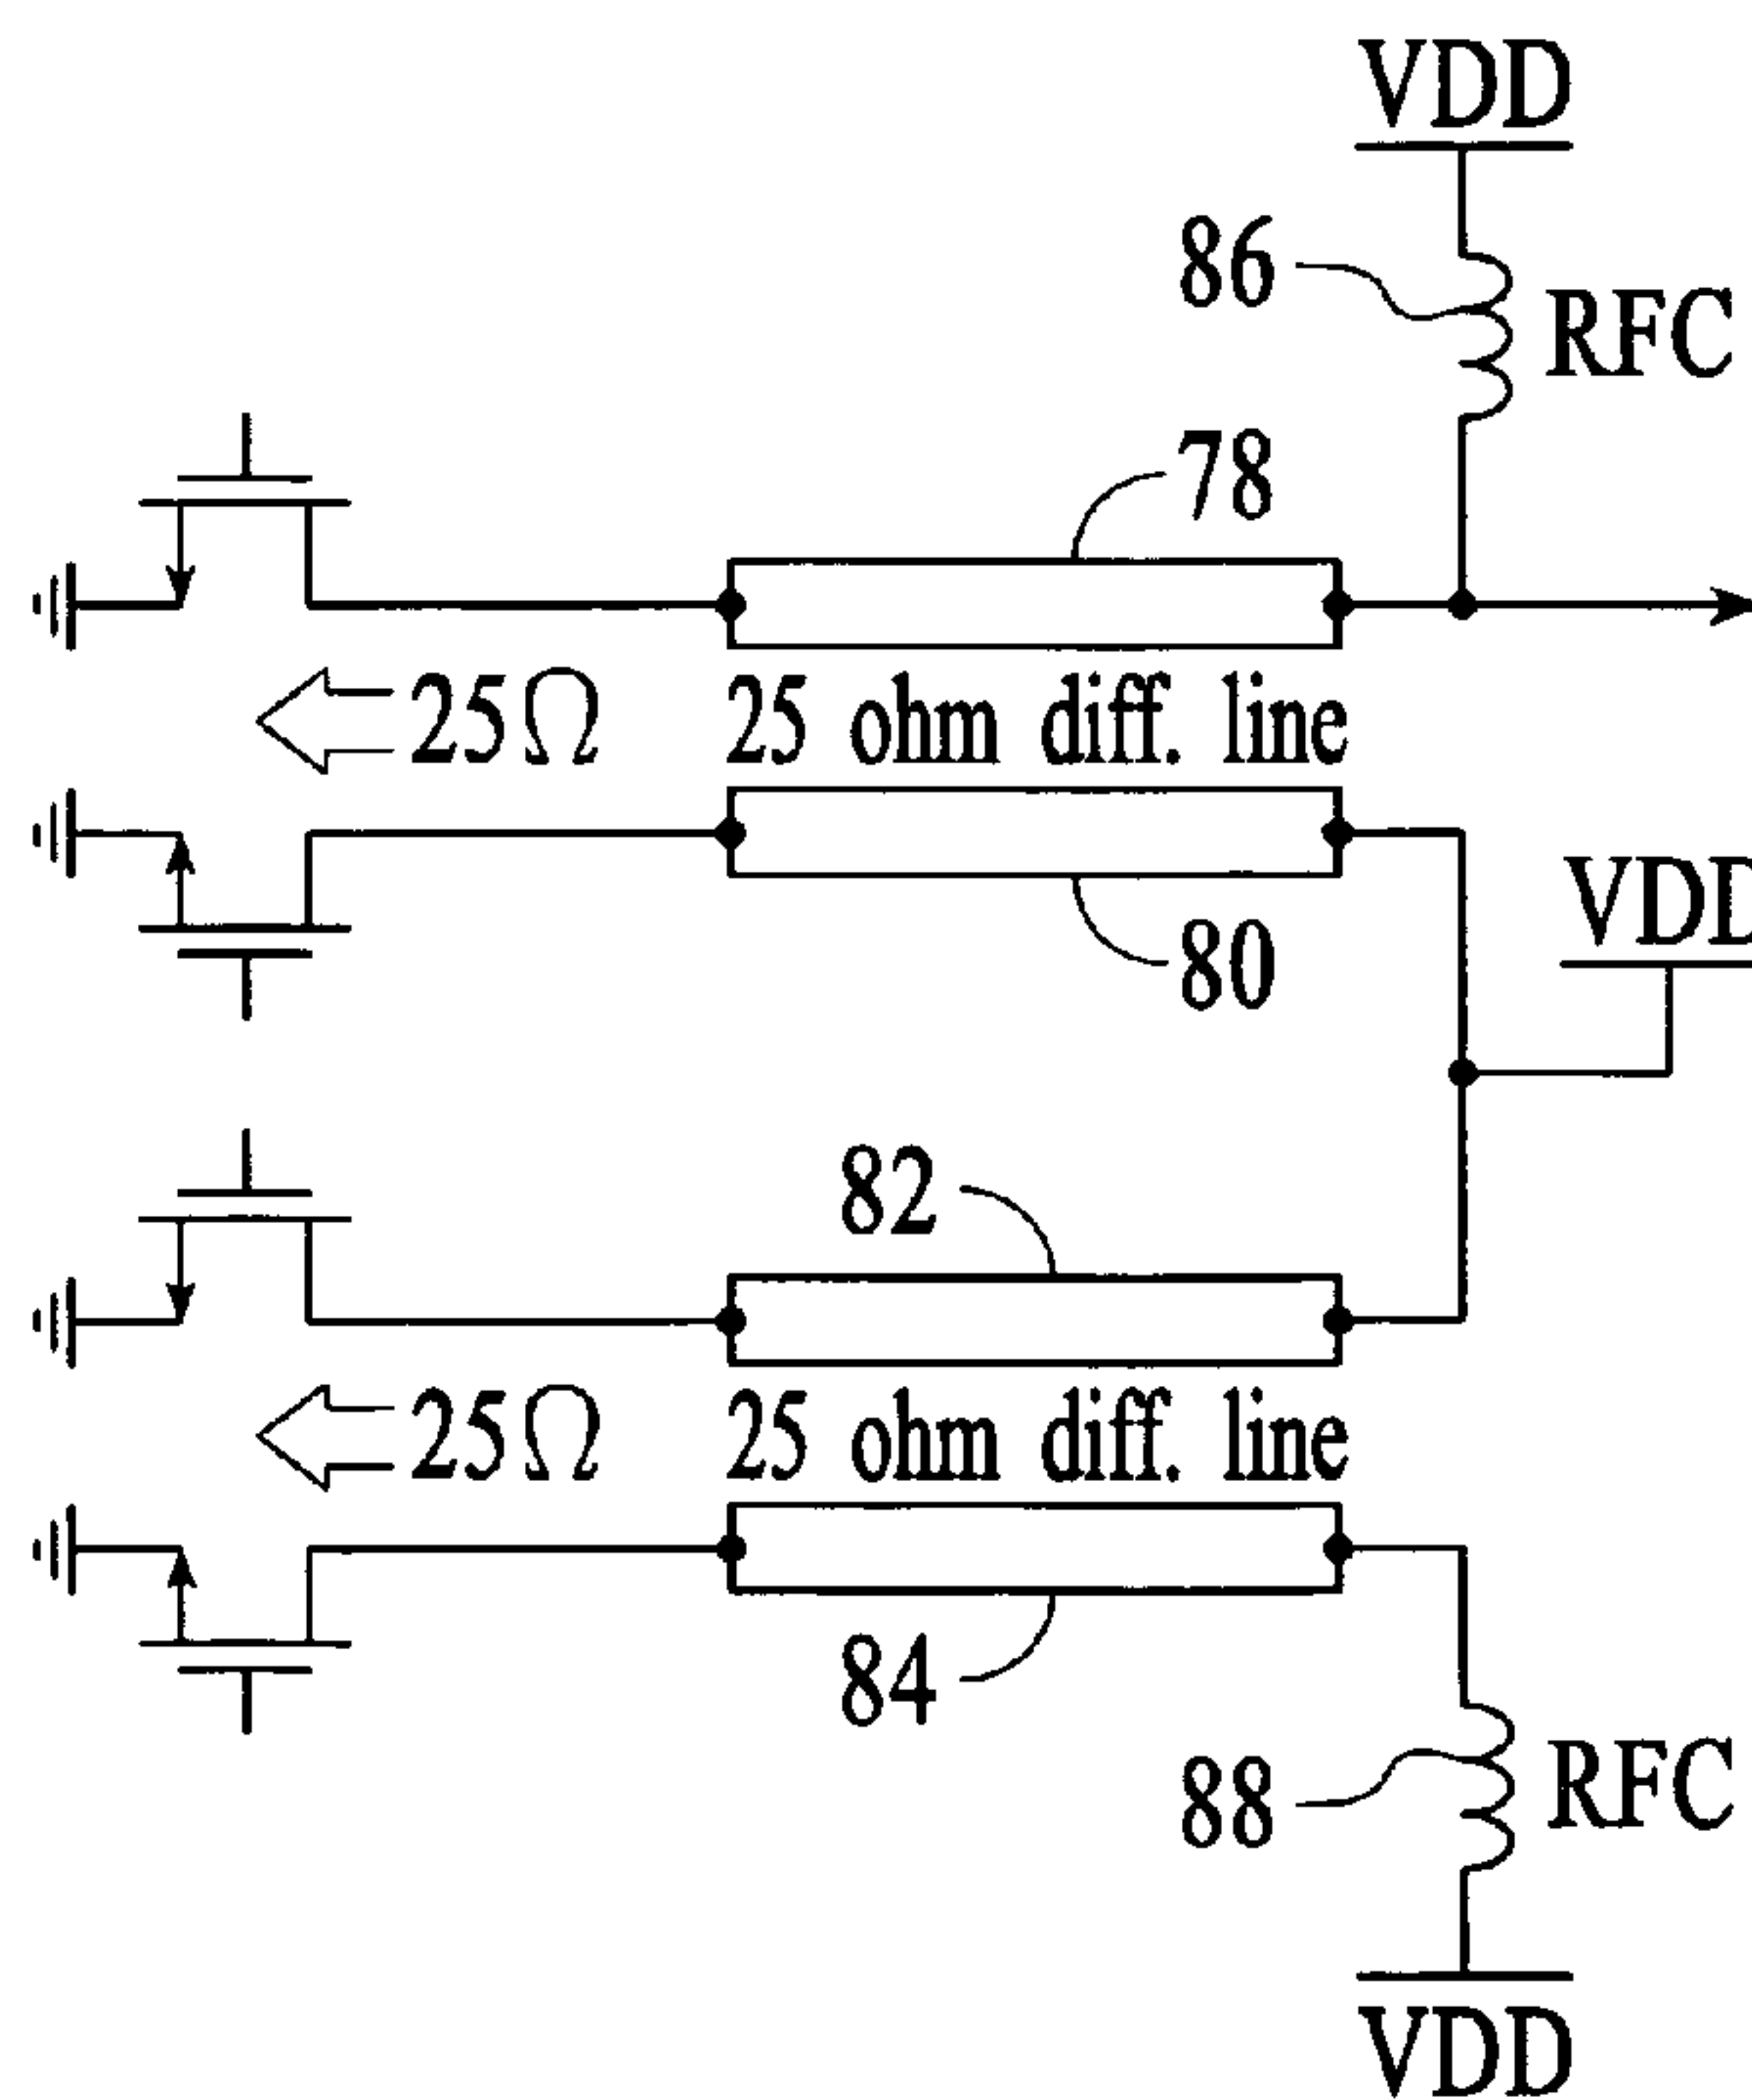 VDD
86
RFC
78
25Ω
25 ohm diff. line
80
VDD
82
25Ω
25 ohm diff. line
84
88
RFC
VDD